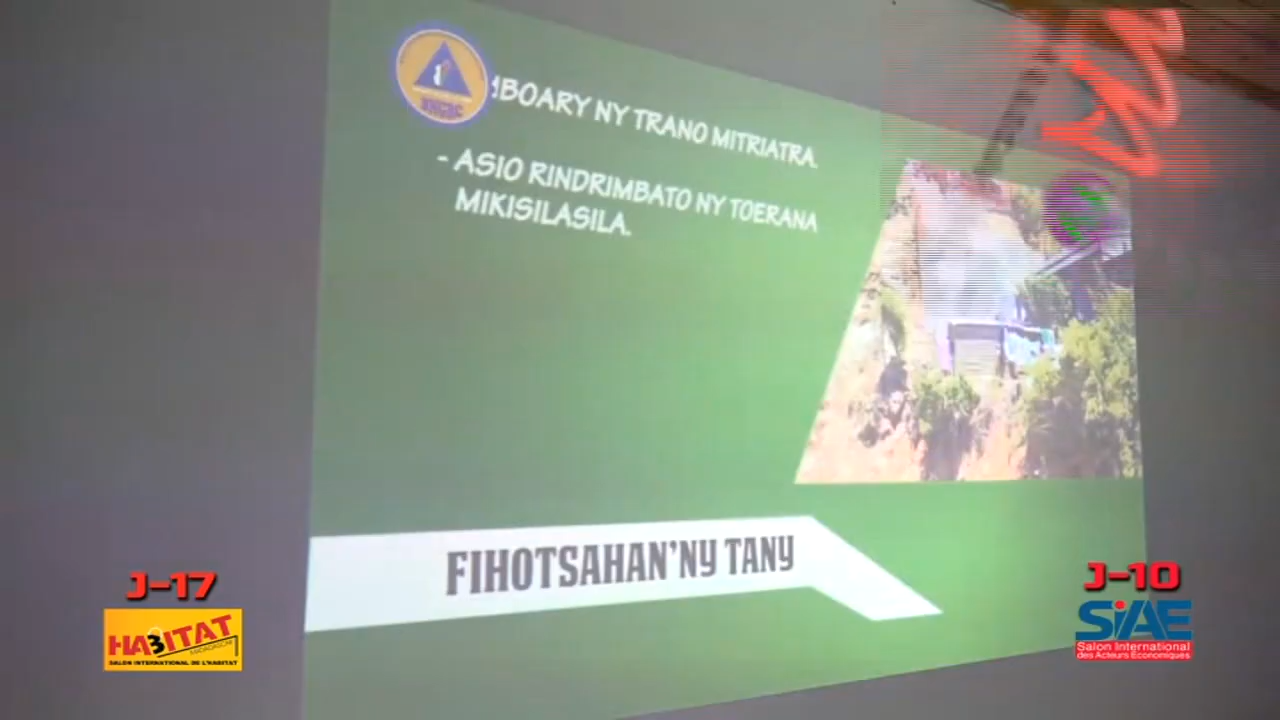 NY TRANO MITRIATRA.
- ASIO RINDRIMBATO NY TOERANA
MIKISILASILA.
FIHOTSAHAN'NY TANY
J-17
HABITAT
MADAGASCAR
SALON INTERNATIONAL DE L'HABITAT
J-10
SIAE
Salon International
des Acteurs Economiques